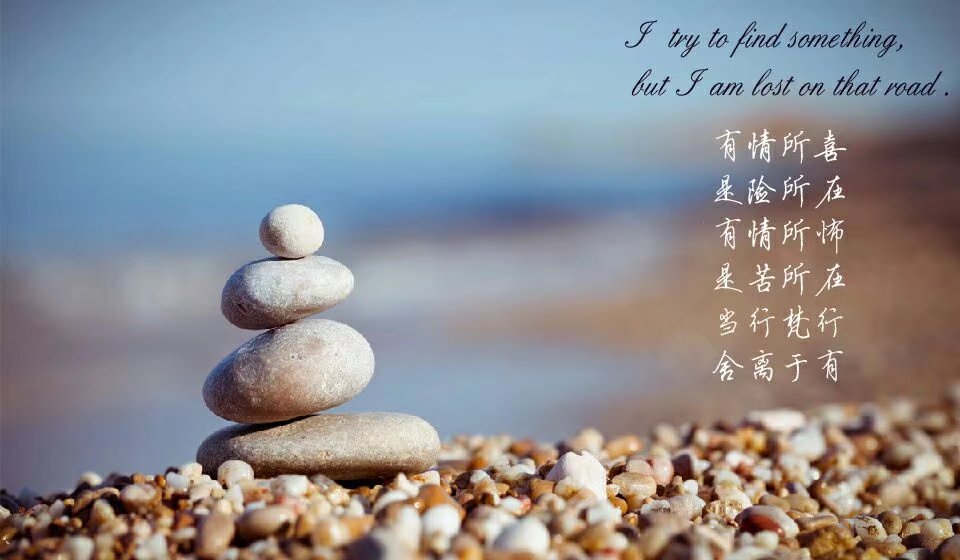 I try to find something,
but I am lost on that road .
有情所喜
是险所在
有情所怖
是苦所在
当行梵行
舍离于有